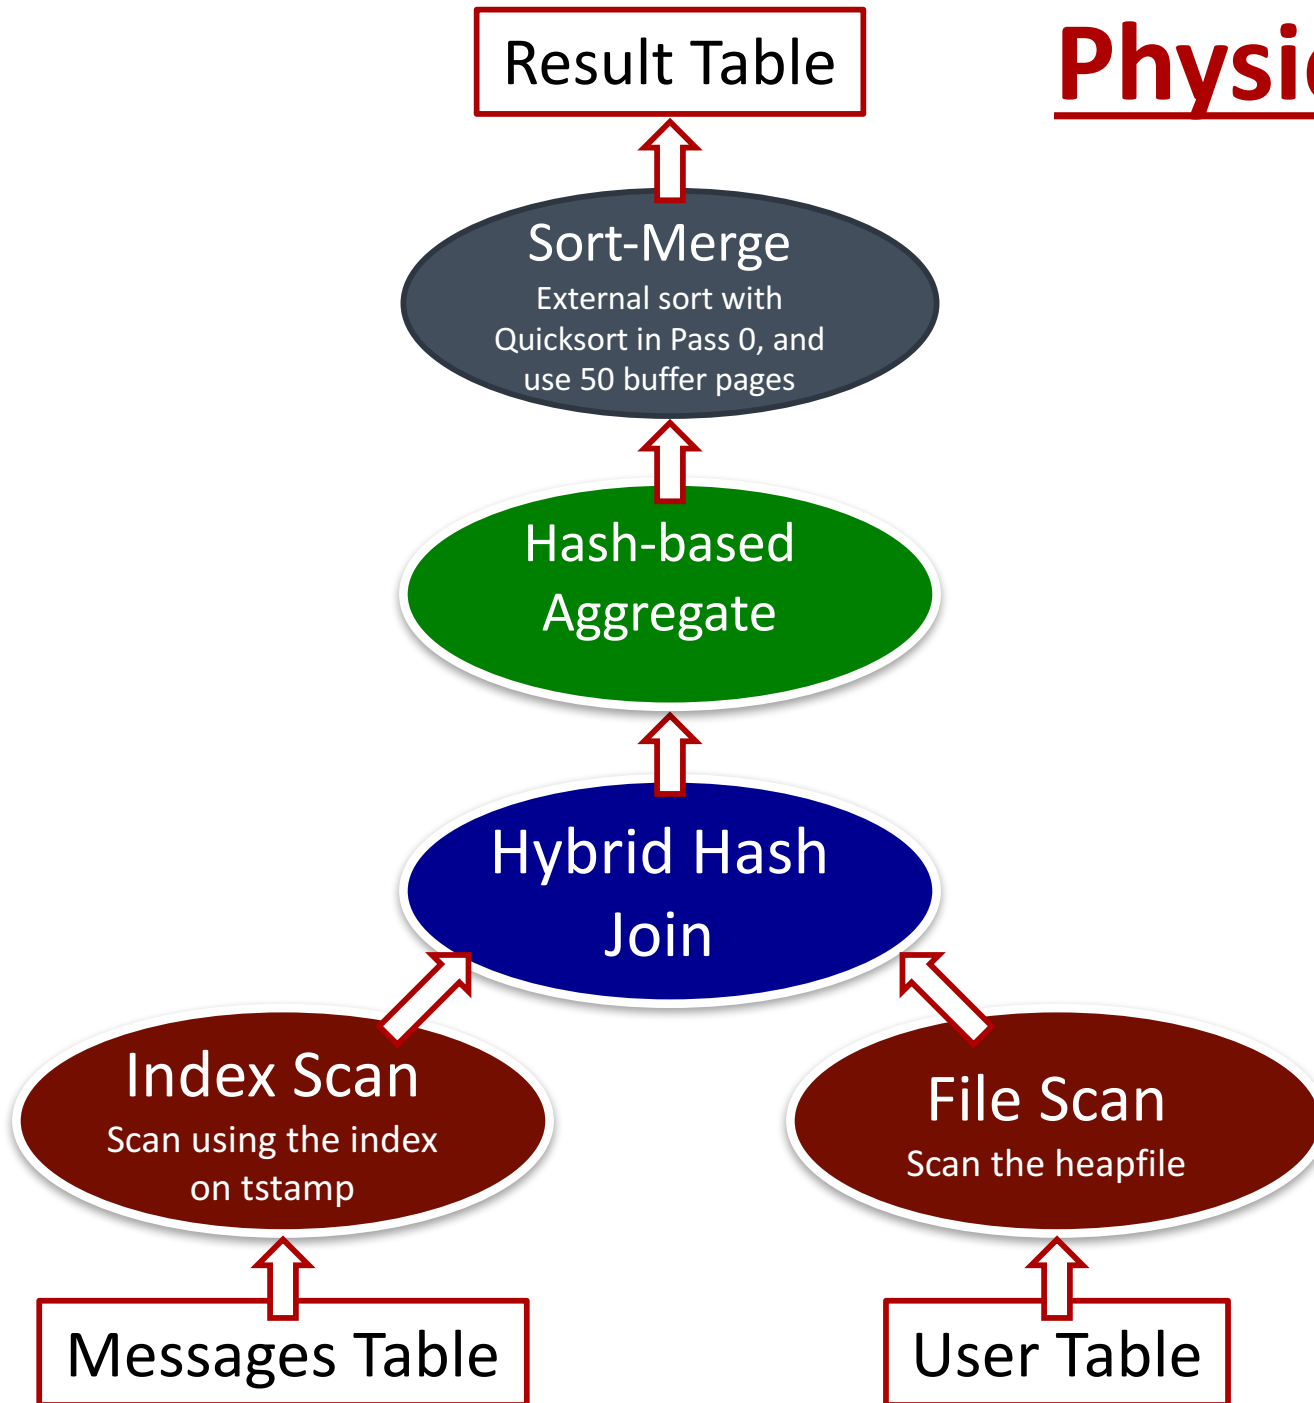 Result Table
Physic
Sort-Merge
External sort with
Quicksort in Pass 0, and
use 50 buffer pages
Hash-based
Aggregate
Hybrid Hash
Join
Index Scan
Scan using the index
on tstamp
File Scan
Scan the heapfile
Messages Table
User Table